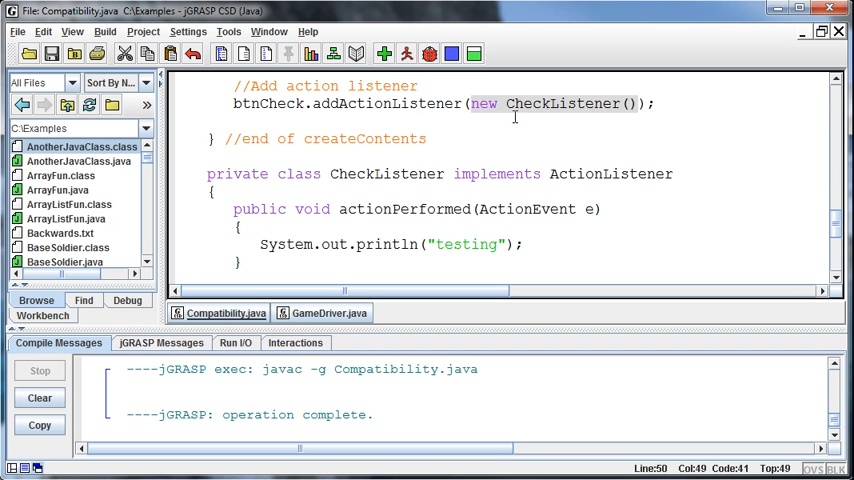 File: Compatibility.java C:\Examples - jGRASP CSD (Java)
File Edit View Build Project Settings Tools Window Help
All Files Sort By N...
C:\Examples
AnotherJavaClass.class
AnotherJavaClass.java
ArrayFun.class
ArrayFun.java
ArrayListFun.class
ArrayListFun.java
Backwards.txt
BaseSoldier.class
BaseSoldier.java
Browse Find Debug
Workbench
//Add action listener
btnCheck.addActionListener(new CheckListener());
} //end of createContents
private class CheckListener implements ActionListener
{
public void actionPerformed(ActionEvent e)
{
System.out.println("testing");
}
Compatibility.java GameDriver.java
Compile Messages jGRASP Messages Run I/O Interactions
Stop
Clear
Copy
----jGRASP exec: javac -g Compatibility.java
----jGRASP: operation complete.
Line:50 Col:49 Code:41 Top:49 OVS BLK